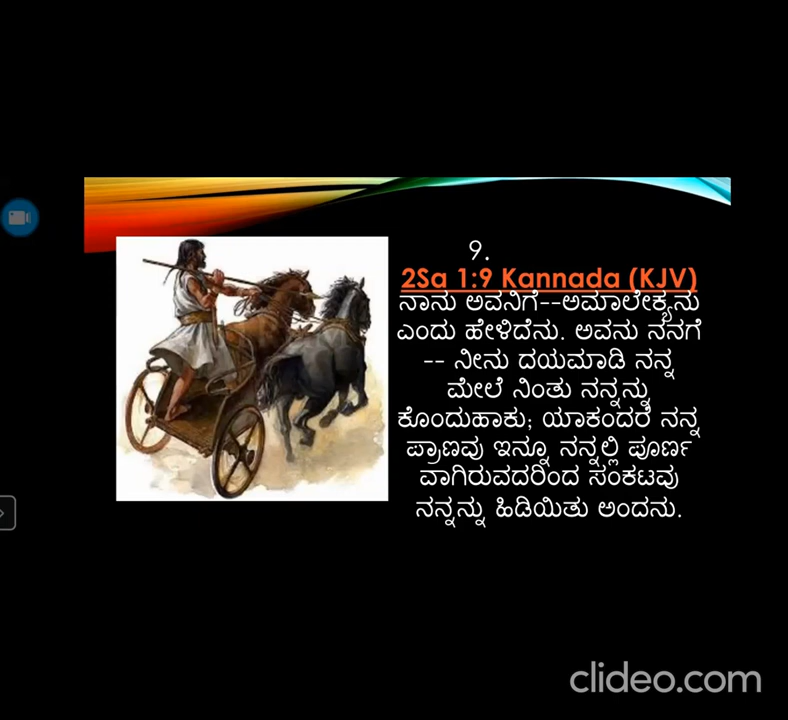 9.
2Sa 1:9 Kannada (KJV)
ನಾನು ಅವನಿಗೆ--ಅಮಾಲೇಕ್ಯನು
ಎಂದು ಹೇಳಿದೆನು. ಅವನು ನನಗೆ
-- ನೀನು ದಯಮಾಡಿ ನನ್ನ
ಮೇಲೆ ನಿಂತು ನನ್ನನ್ನು
ಕೊಂದುಹಾಕು; ಯಾಕಂದರೆ ನನ್ನ
ಪ್ರಾಣವು ಇನ್ನೂ ನನ್ನಲ್ಲಿ ಪೂರ್ಣ
ವಾಗಿರುವದರಿಂದ ಸಂಕಟವು
ನನ್ನನ್ನು ಹಿಡಿಯಿತು ಅಂದನು.
clideo.com